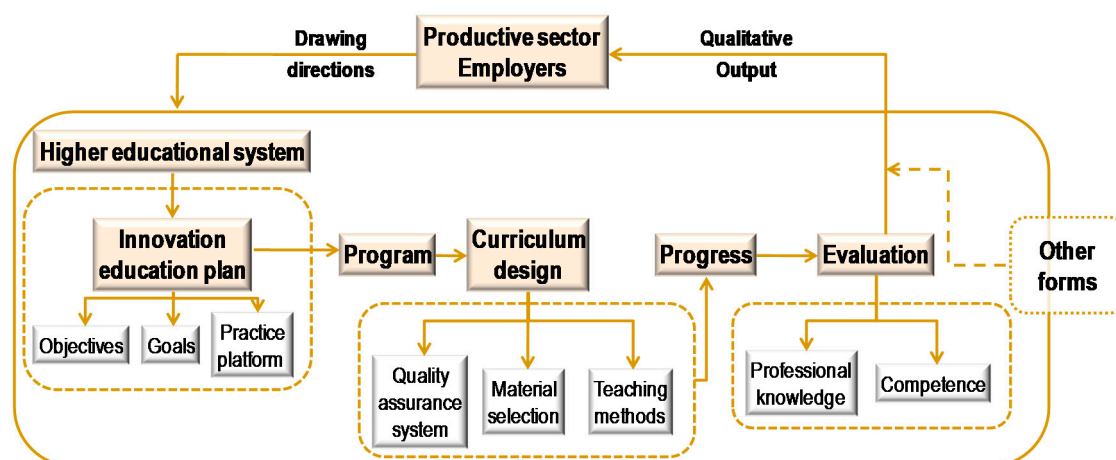 Drawing
directions
Productive sector
Employers
Qualitative
Output
Higher educational system
Innovation
education plan
Program
Curriculum
design
Progress
Evaluation
Other
forms
Objectives
Goals
Practice
platform
Quality
assurance
system
Material
selection
Teaching
methods
Professional
knowledge
Competence